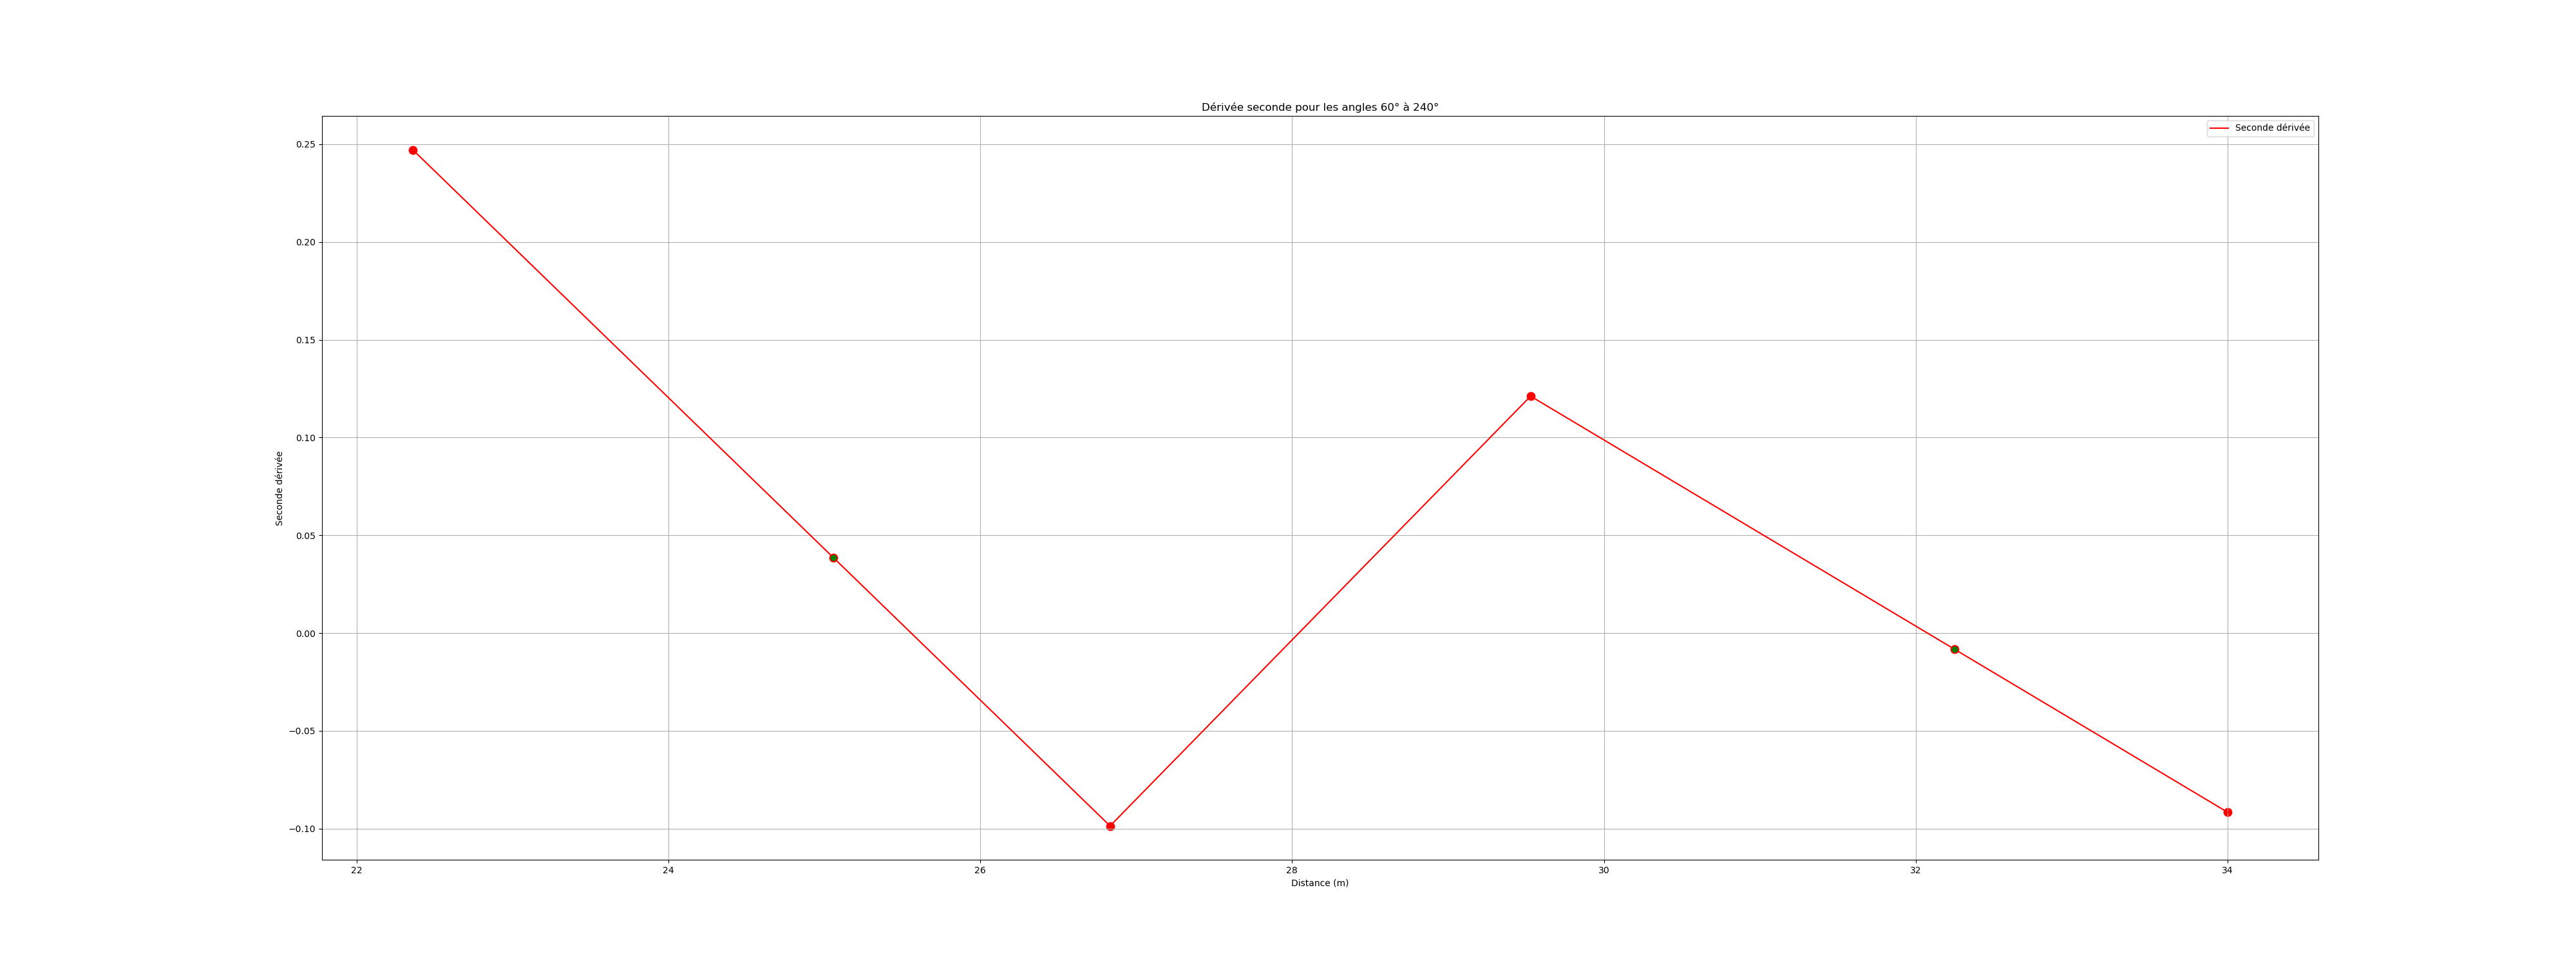 Dérivée seconde pour les angles 60° à 240°
Seconde dérivée
0.25
0.20
0.15
0.10
0.05
0.00
−0.05
−0.10
Seconde dérivée
22 24 26 28 30 32 34
Distance (m)